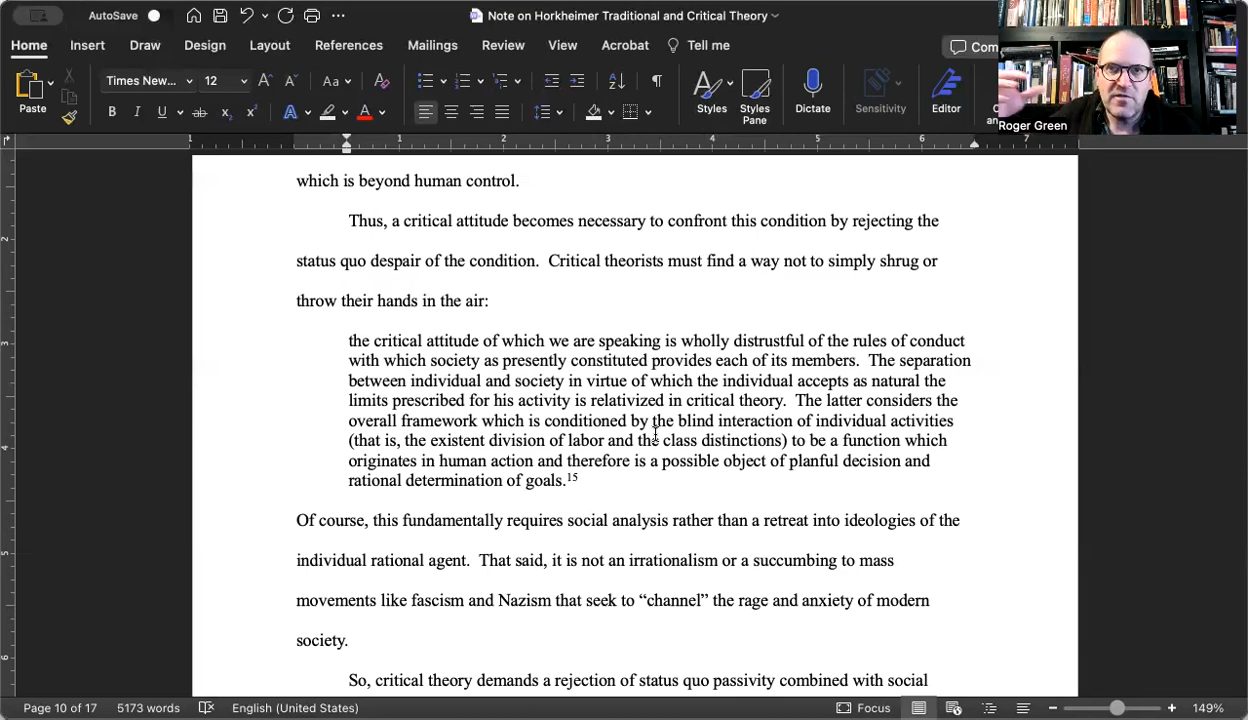 AutoSave
Note on Horkheimer Traditional and Critical Theory
Home Insert Draw Design Layout References Mailings Review View Acrobat Tell me
Paste
Times New... 12
Aa
B I U ab x₂ x² A A
¶
Styles
Styles Pane
Dictate
Sensitivity
Editor
Roger Green
1 1 2 3 4 5 6 7
which is beyond human control.
Thus, a critical attitude becomes necessary to confront this condition by rejecting the
status quo despair of the condition.  Critical theorists must find a way not to simply shrug or
throw their hands in the air:
the critical attitude of which we are speaking is wholly distrustful of the rules of conduct
with which society as presently constituted provides each of its members.  The separation
between individual and society in virtue of which the individual accepts as natural the
limits prescribed for his activity is relativized in critical theory.  The latter considers the
overall framework which is conditioned by the blind interaction of individual activities
(that is, the existent division of labor and the class distinctions) to be a function which
originates in human action and therefore is a possible object of planful decision and
rational determination of goals.¹⁵
Of course, this fundamentally requires social analysis rather than a retreat into ideologies of the
individual rational agent.  That said, it is not an irrationalism or a succumbing to mass
movements like fascism and Nazism that seek to “channel” the rage and anxiety of modern
society.
So, critical theory demands a rejection of status quo passivity combined with social
Page 10 of 17 5173 words English (United States) Focus 149%